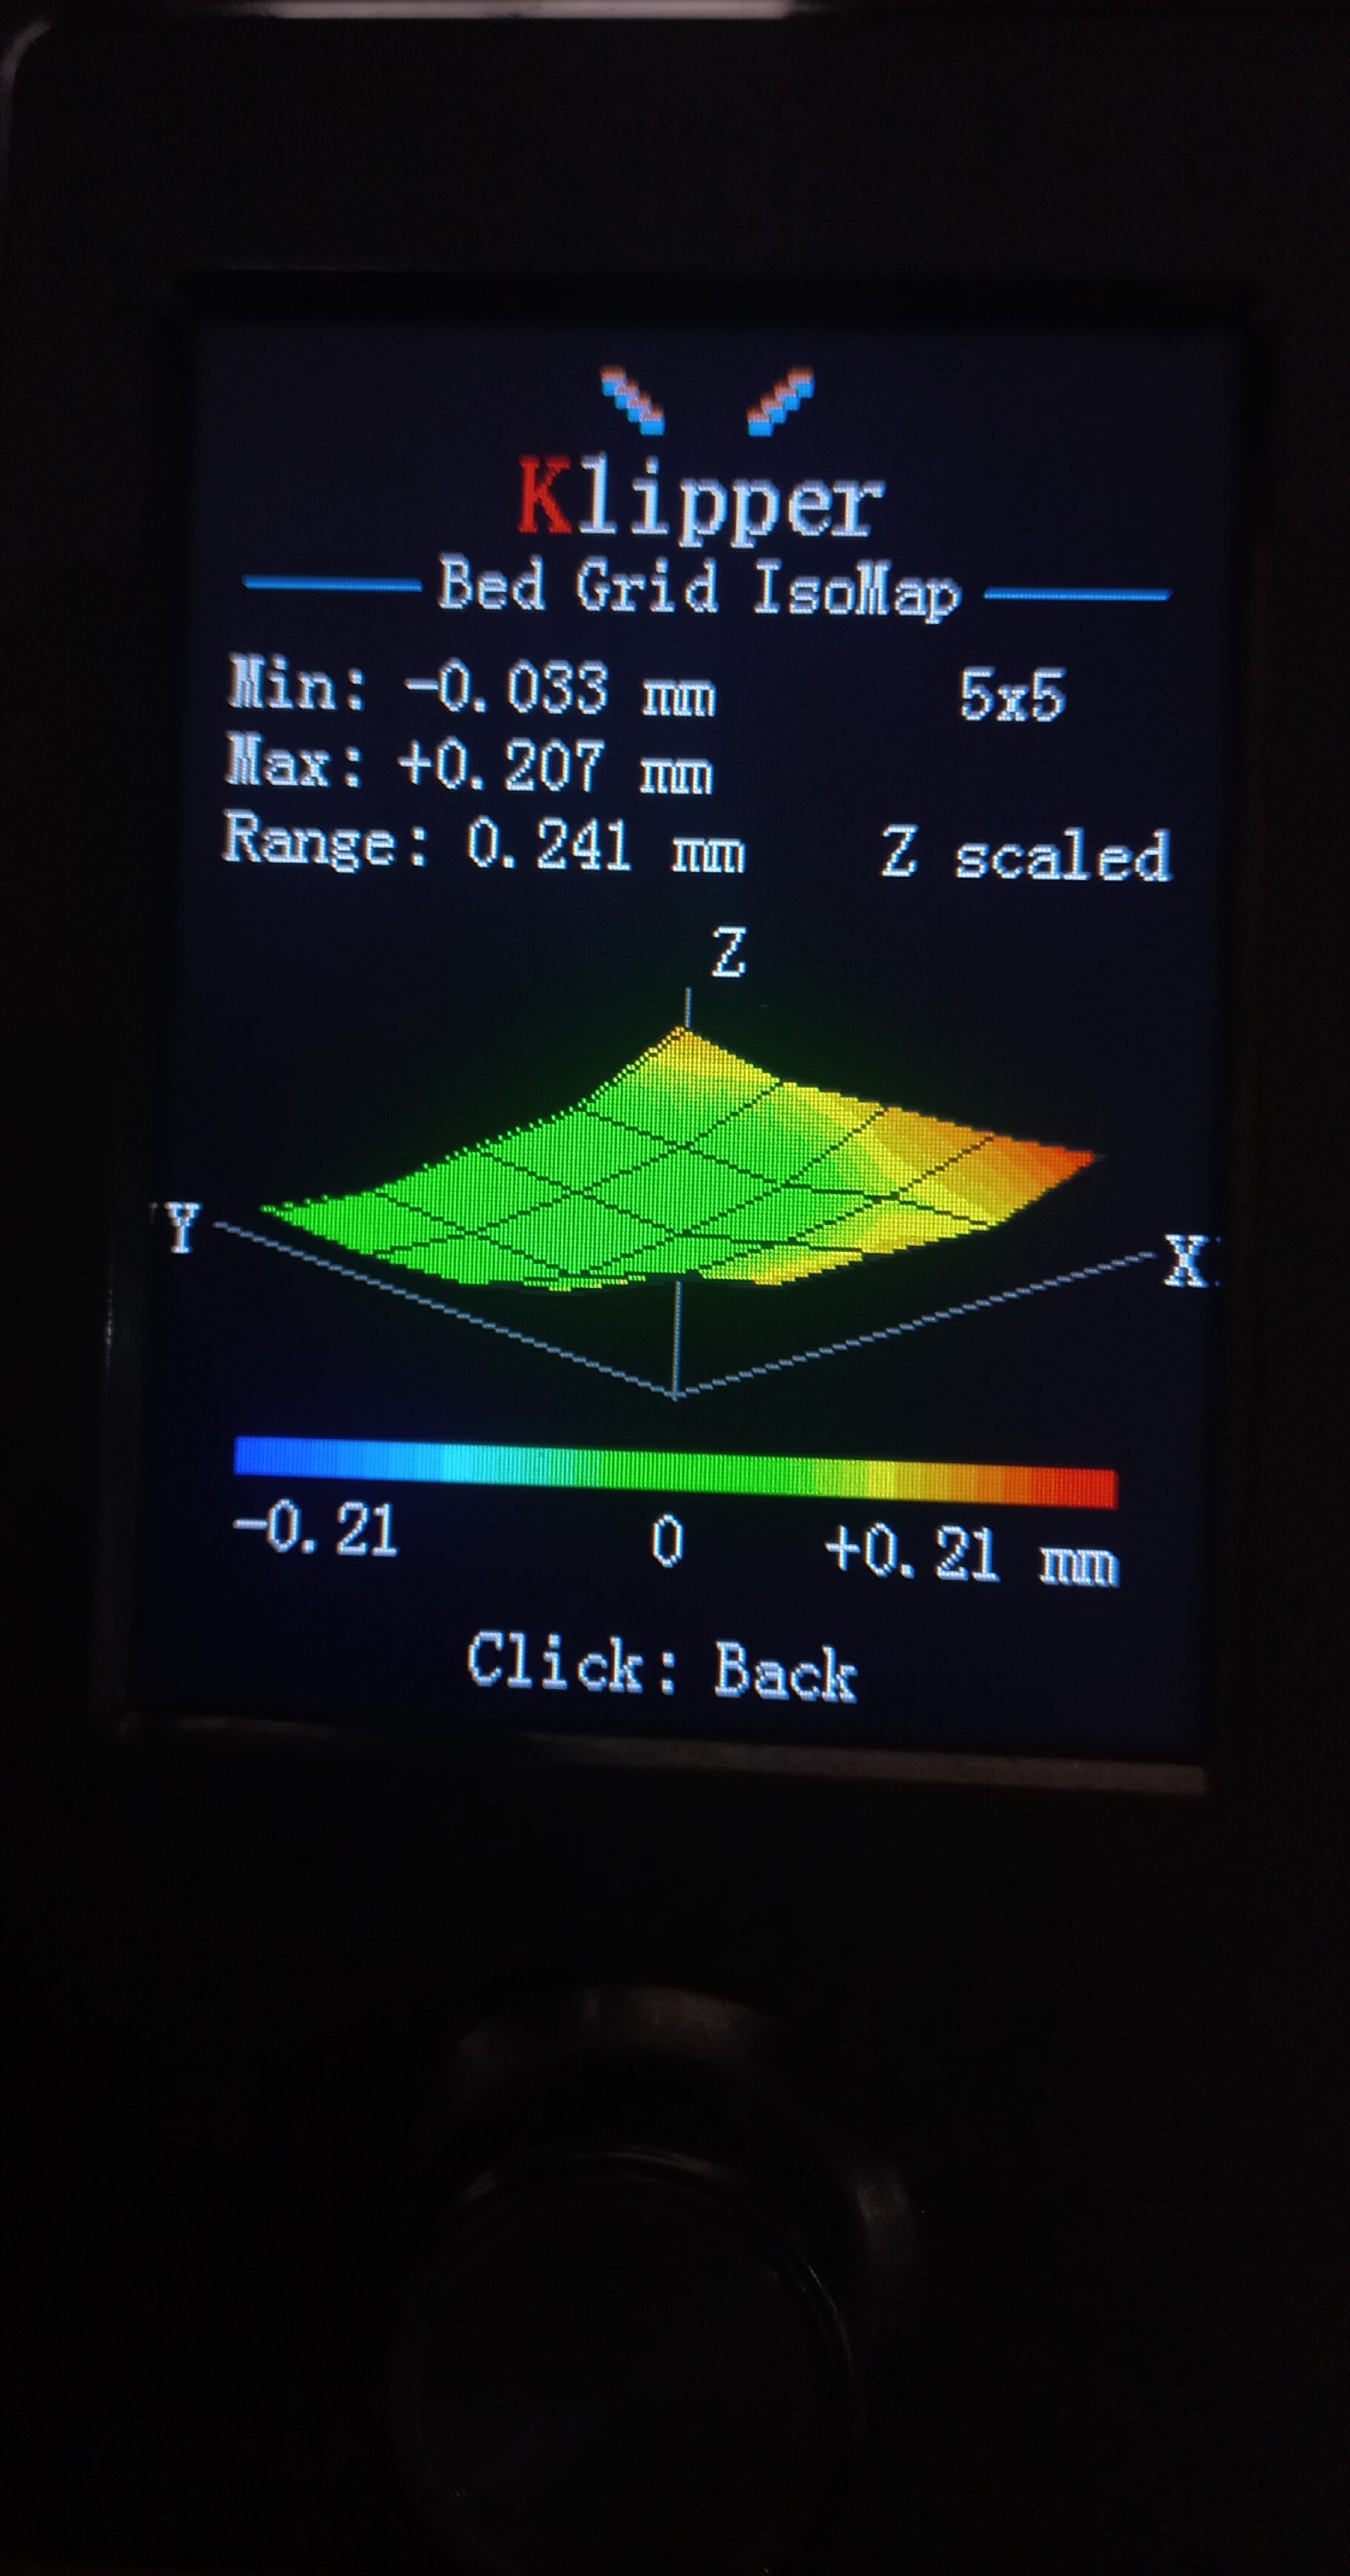 Klipper
Bed Grid IsoMap
Min: -0.033 mm 5x5
Max: +0.207 mm
Range: 0.241 mm Z scaled
Z
Y X
-0.21 0 +0.21 mm
Click: Back